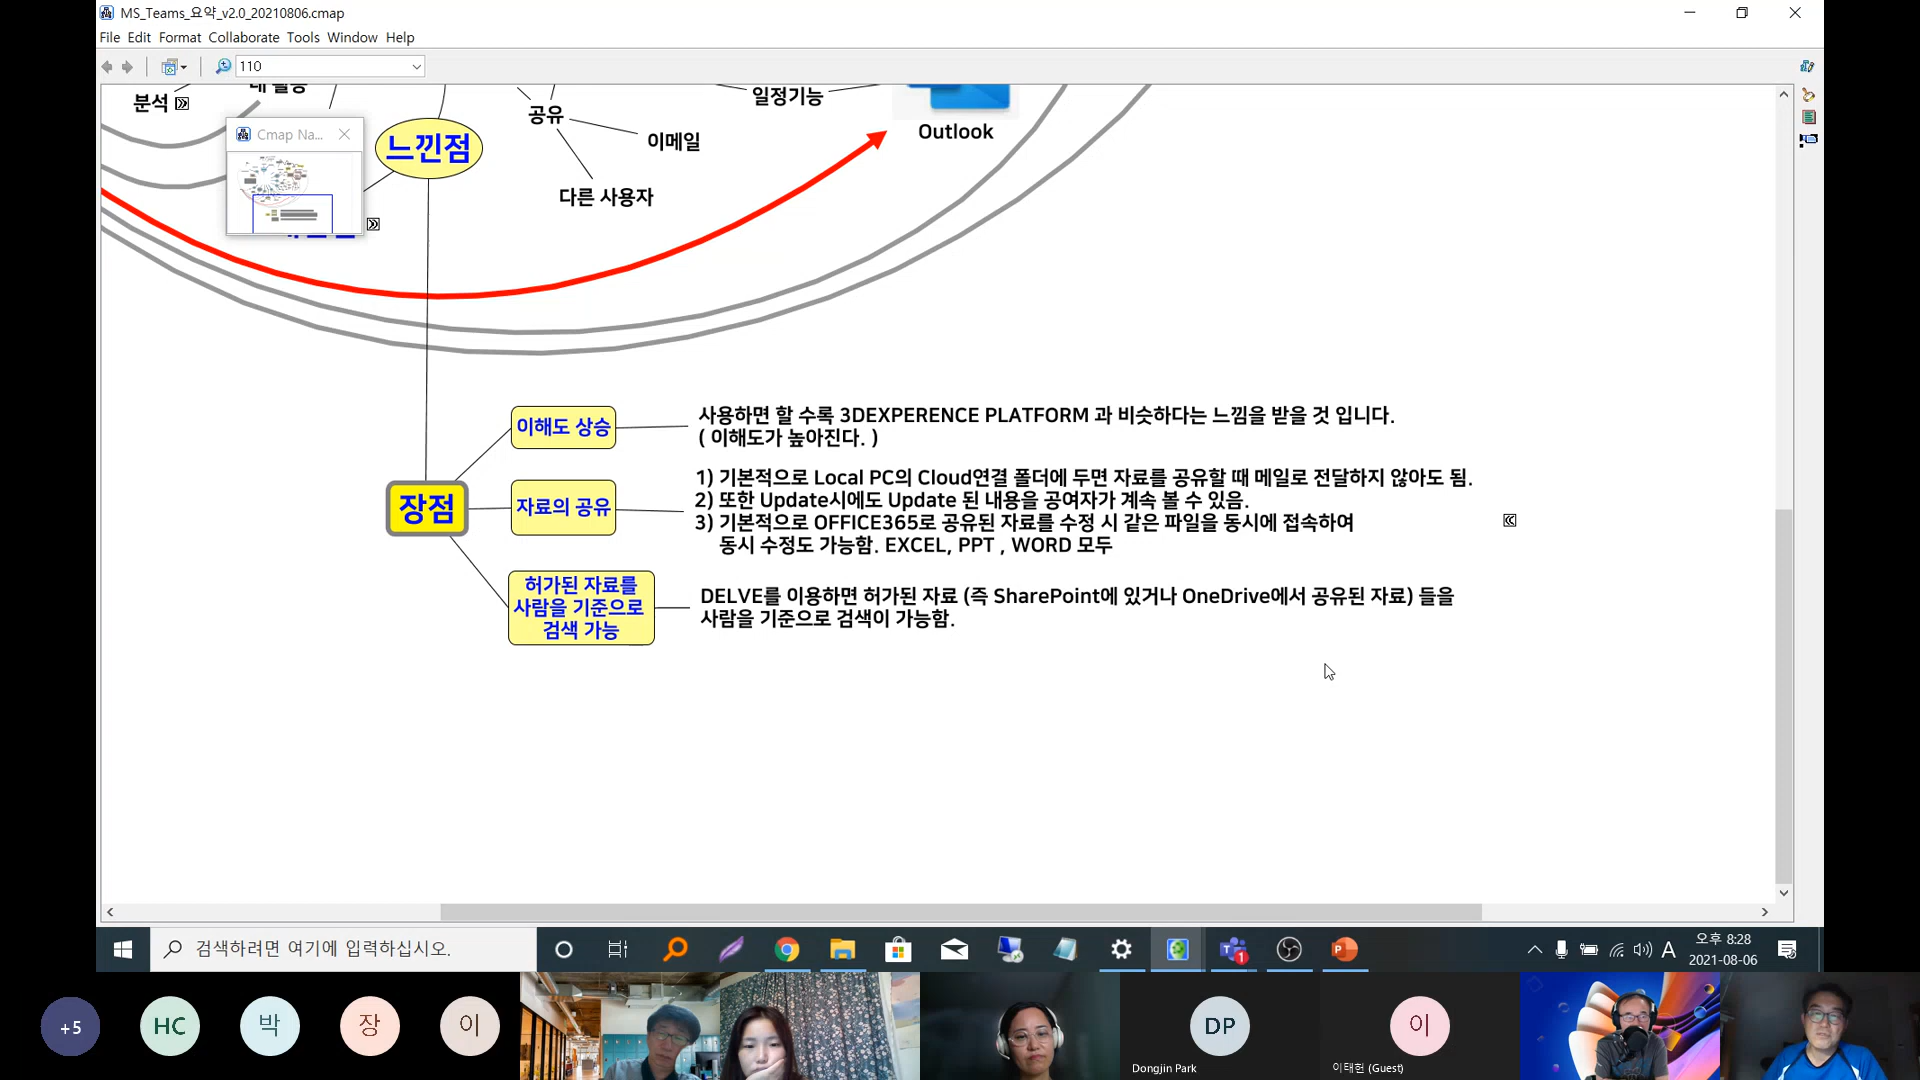 MS_Teams_요약_v2.0_20210806.cmap
File Edit Format Collaborate Tools Window Help
110
분석
일정기능
Outlook
공유
이메일
다른 사용자
Cmap Na...
느낀점
장점
이해도 상승
사용하면 할 수록 3DEXPERENCE PLATFORM 과 비슷하다는 느낌을 받을 것 입니다.
( 이해도가 높아진다. )
자료의 공유
1) 기본적으로 Local PC의 Cloud연결 폴더에 두면 자료를 공유할 때 메일로 전달하지 않아도 됨.
2) 또한 Update시에도 Update 된 내용을 공여자가 계속 볼 수 있음.
3) 기본적으로 OFFICE365로 공유된 자료를 수정 시 같은 파일을 동시에 접속하여
동시 수정도 가능함. EXCEL, PPT , WORD 모두
허가된 자료를
사람을 기준으로
검색 가능
DELVE를 이용하면 허가된 자료 (즉 SharePoint에 있거나 OneDrive에서 공유된 자료) 들을
사람을 기준으로 검색이 가능함.
검색하려면 여기에 입력하십시오.
1
A
오후 8:28
2021-08-06
+5
HC
박
장
이
DP
Dongjin Park
이
이태헌 (Guest)